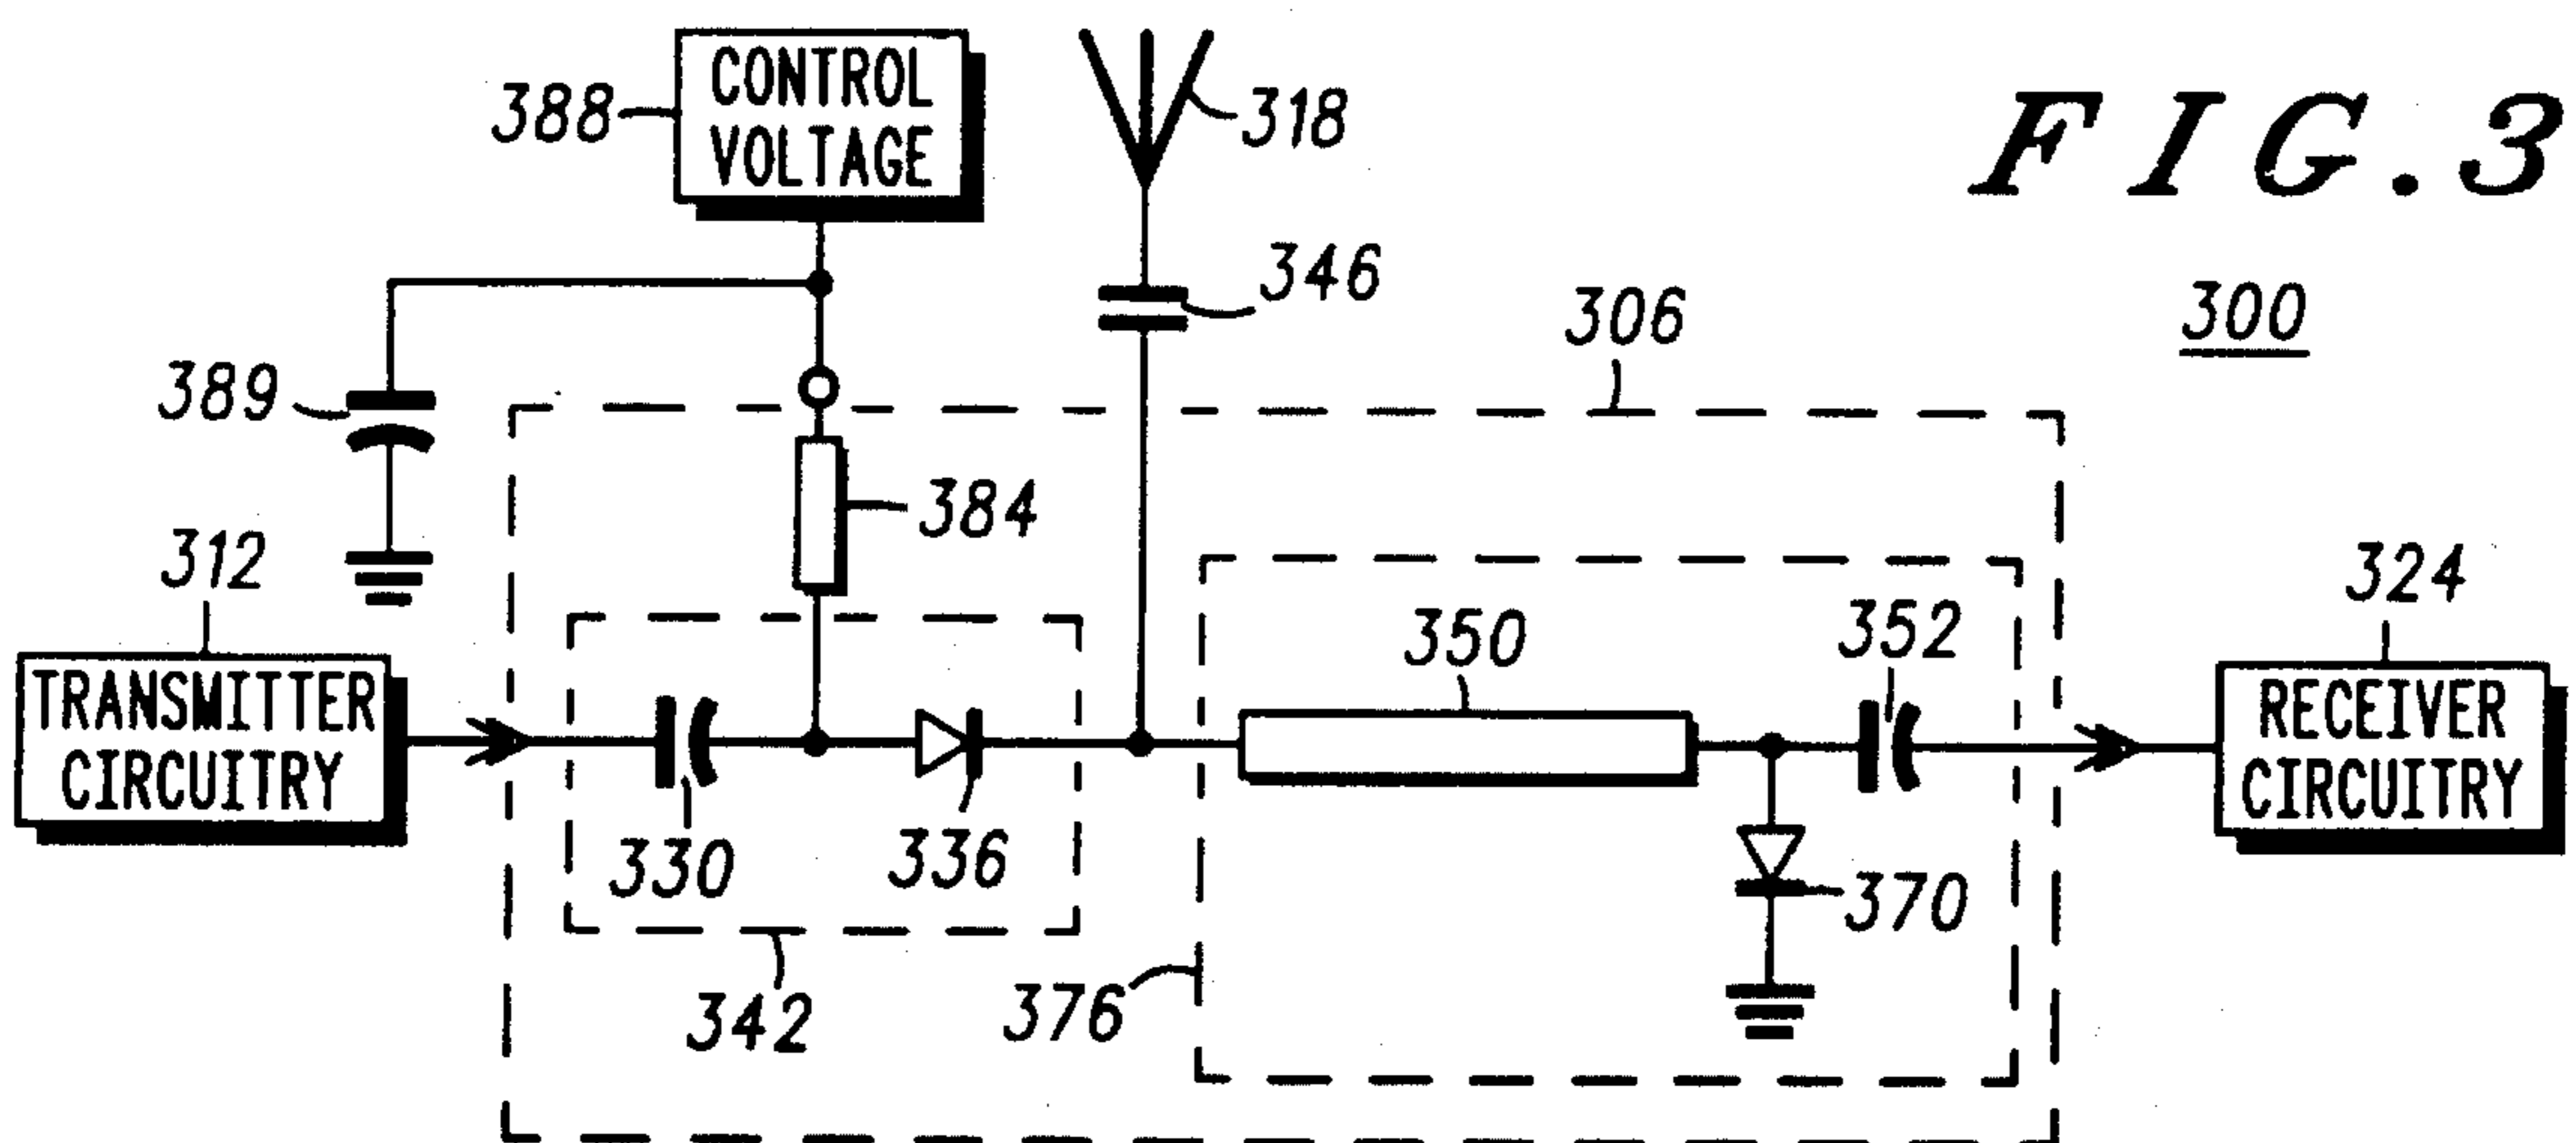 CONTROL
VOLTAGE
388
318
FIG.3
346
306
300
389
384
312
350
352
324
TRANSMITTER
CIRCUITRY
RECEIVER
CIRCUITRY
330
336
370
342
376